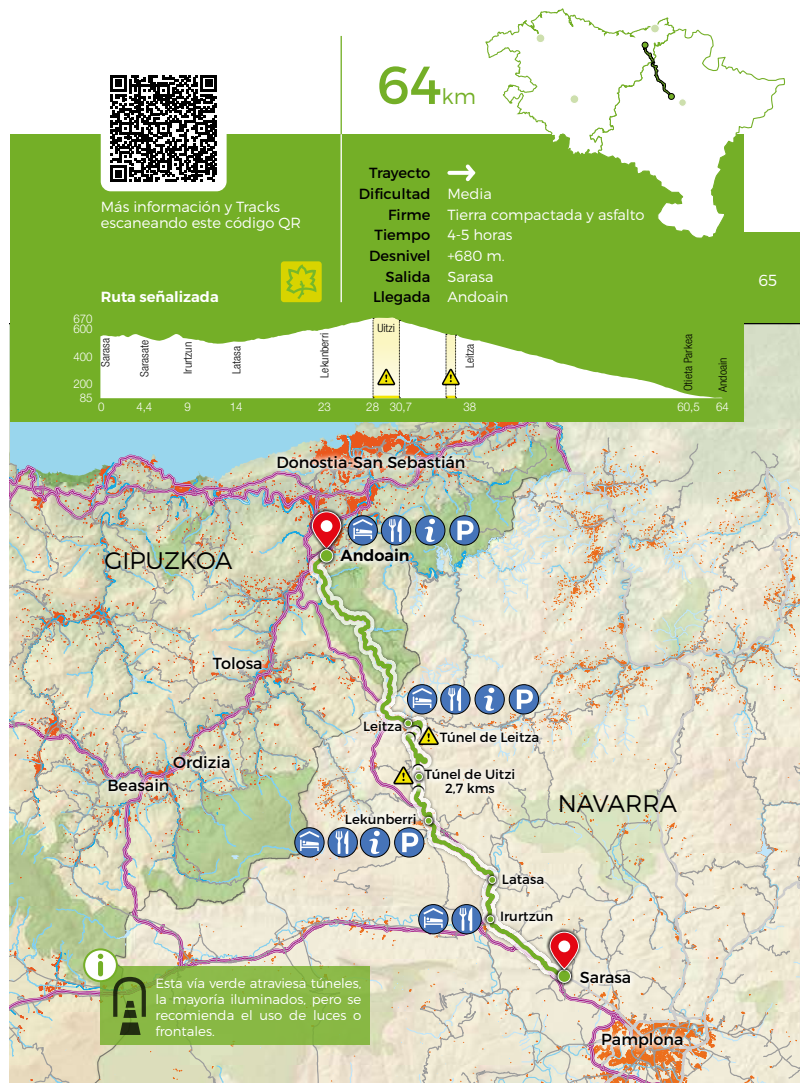 64km
Más información y Tracks
escaneando este código QR
Trayecto
Dificultad Media
Firme Tierra compactada y asfalto
Tiempo 4-5 horas
Desnivel +680 m.
Salida Sarasa
Llegada Andoain
65
Ruta señalizada
670
600
400
200
85
Sarasa
Sarasate
Irurtzun
Latasa
Lekunberri
Uitzi
Leitza
Otieta Parkea
Andoain
0 4,4 9 14 23 28 30,7 38 60,5 64
Donostia-San Sebastián
GIPUZKOA
Andoain
i P
Tolosa
i P
Leitza
Túnel de Leitza
Ordizia
Beasain
Túnel de Uitzi
2,7 kms
NAVARRA
Lekunberri
i P
Latasa
Irurtzun
Sarasa
i
Esta vía verde atraviesa túneles,
la mayoría iluminados, pero se
recomienda el uso de luces o
frontales.
Pamplona